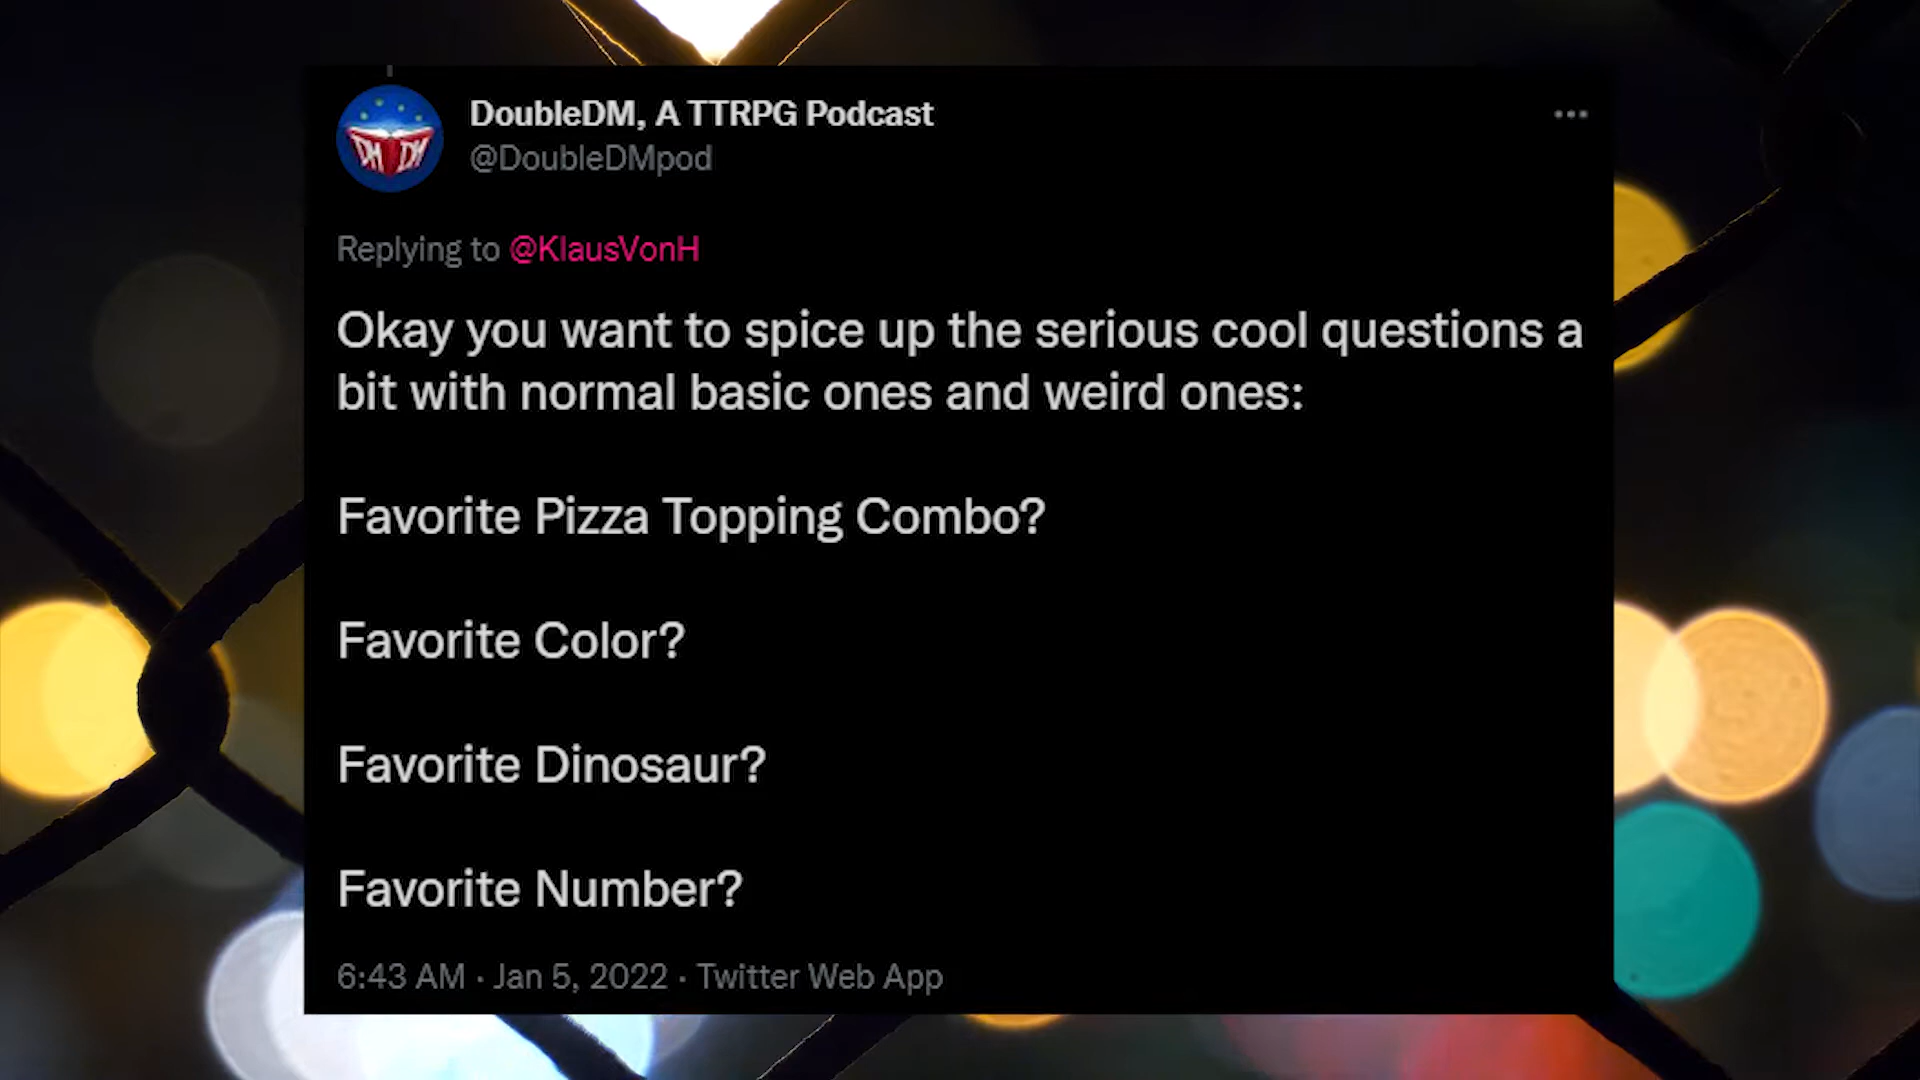 DoubleDM, A TTRPG Podcast
@DoubleDMpod
Replying to @KlausVonH
Okay you want to spice up the serious cool questions a
bit with normal basic ones and weird ones:
Favorite Pizza Topping Combo?
Favorite Color?
Favorite Dinosaur?
Favorite Number?
6:43 AM · Jan 5, 2022 · Twitter Web App
DM DM